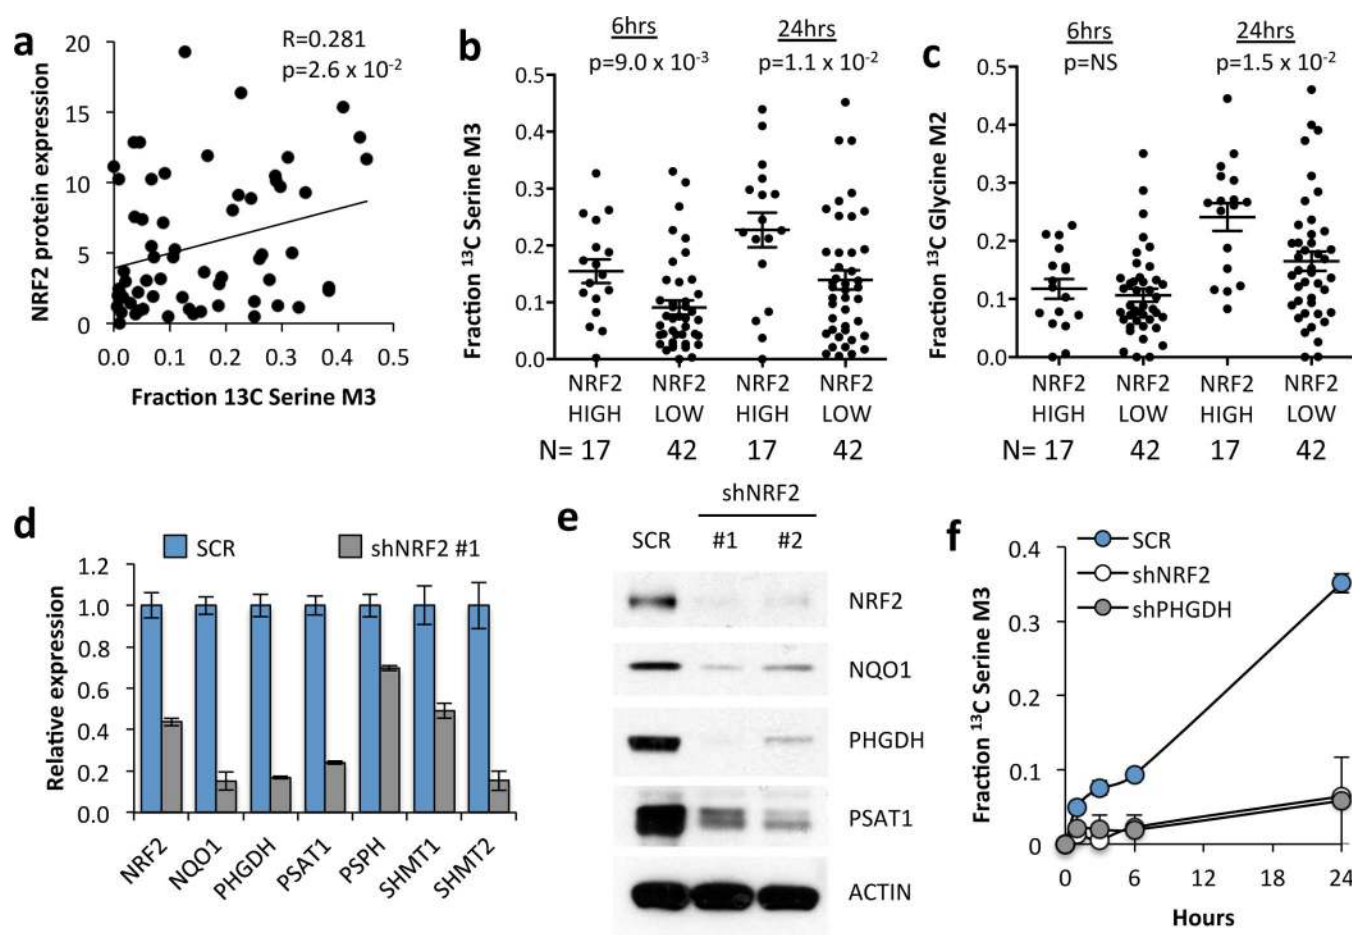 a
R=0.281
p=2.6 x 10⁻²
NRF2 protein expression
20
15
10
5
0
0.0 0.1 0.2 0.3 0.4 0.5
Fraction 13C Serine M3
b
6hrs 24hrs
p=9.0 x 10⁻³ p=1.1 x 10⁻²
Fraction ¹³C Serine M3
0.5
0.4
0.3
0.2
0.1
0.0
NRF2 NRF2 NRF2 NRF2
HIGH LOW HIGH LOW
N= 17 42 17 42
c
6hrs 24hrs
p=NS p=1.5 x 10⁻²
Fraction ¹³C Glycine M2
0.5
0.4
0.3
0.2
0.1
0.0
NRF2 NRF2 NRF2 NRF2
HIGH LOW HIGH LOW
N= 17 42 17 42
d
SCR shNRF2 #1
Relative expression
1.2
1.0
0.8
0.6
0.4
0.2
0.0
NRF2 NQO1 PHGDH PSAT1 PSPH SHMT1 SHMT2
e
shNRF2
SCR #1 #2
NRF2
NQO1
PHGDH
PSAT1
ACTIN
f
SCR
shNRF2
shPHGDH
Fraction ¹³C Serine M3
0.4
0.3
0.2
0.1
0
0 6 12 18 24
Hours